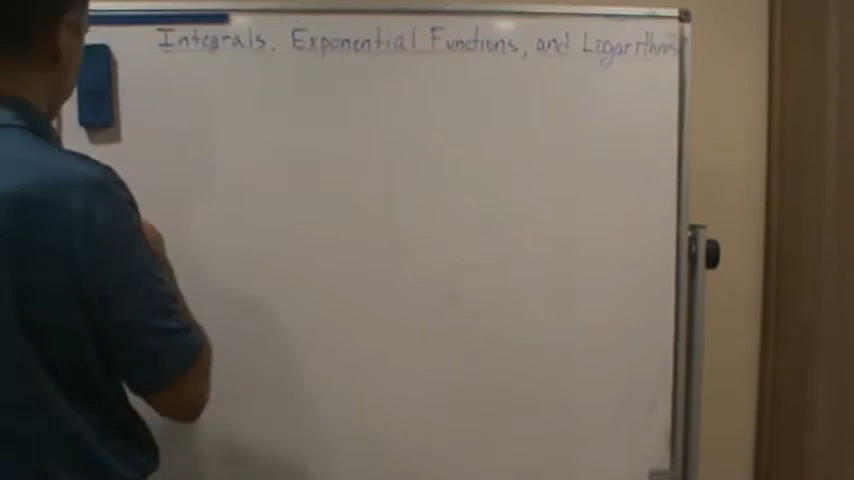 Integrals, Exponential Functions, and Logarithms